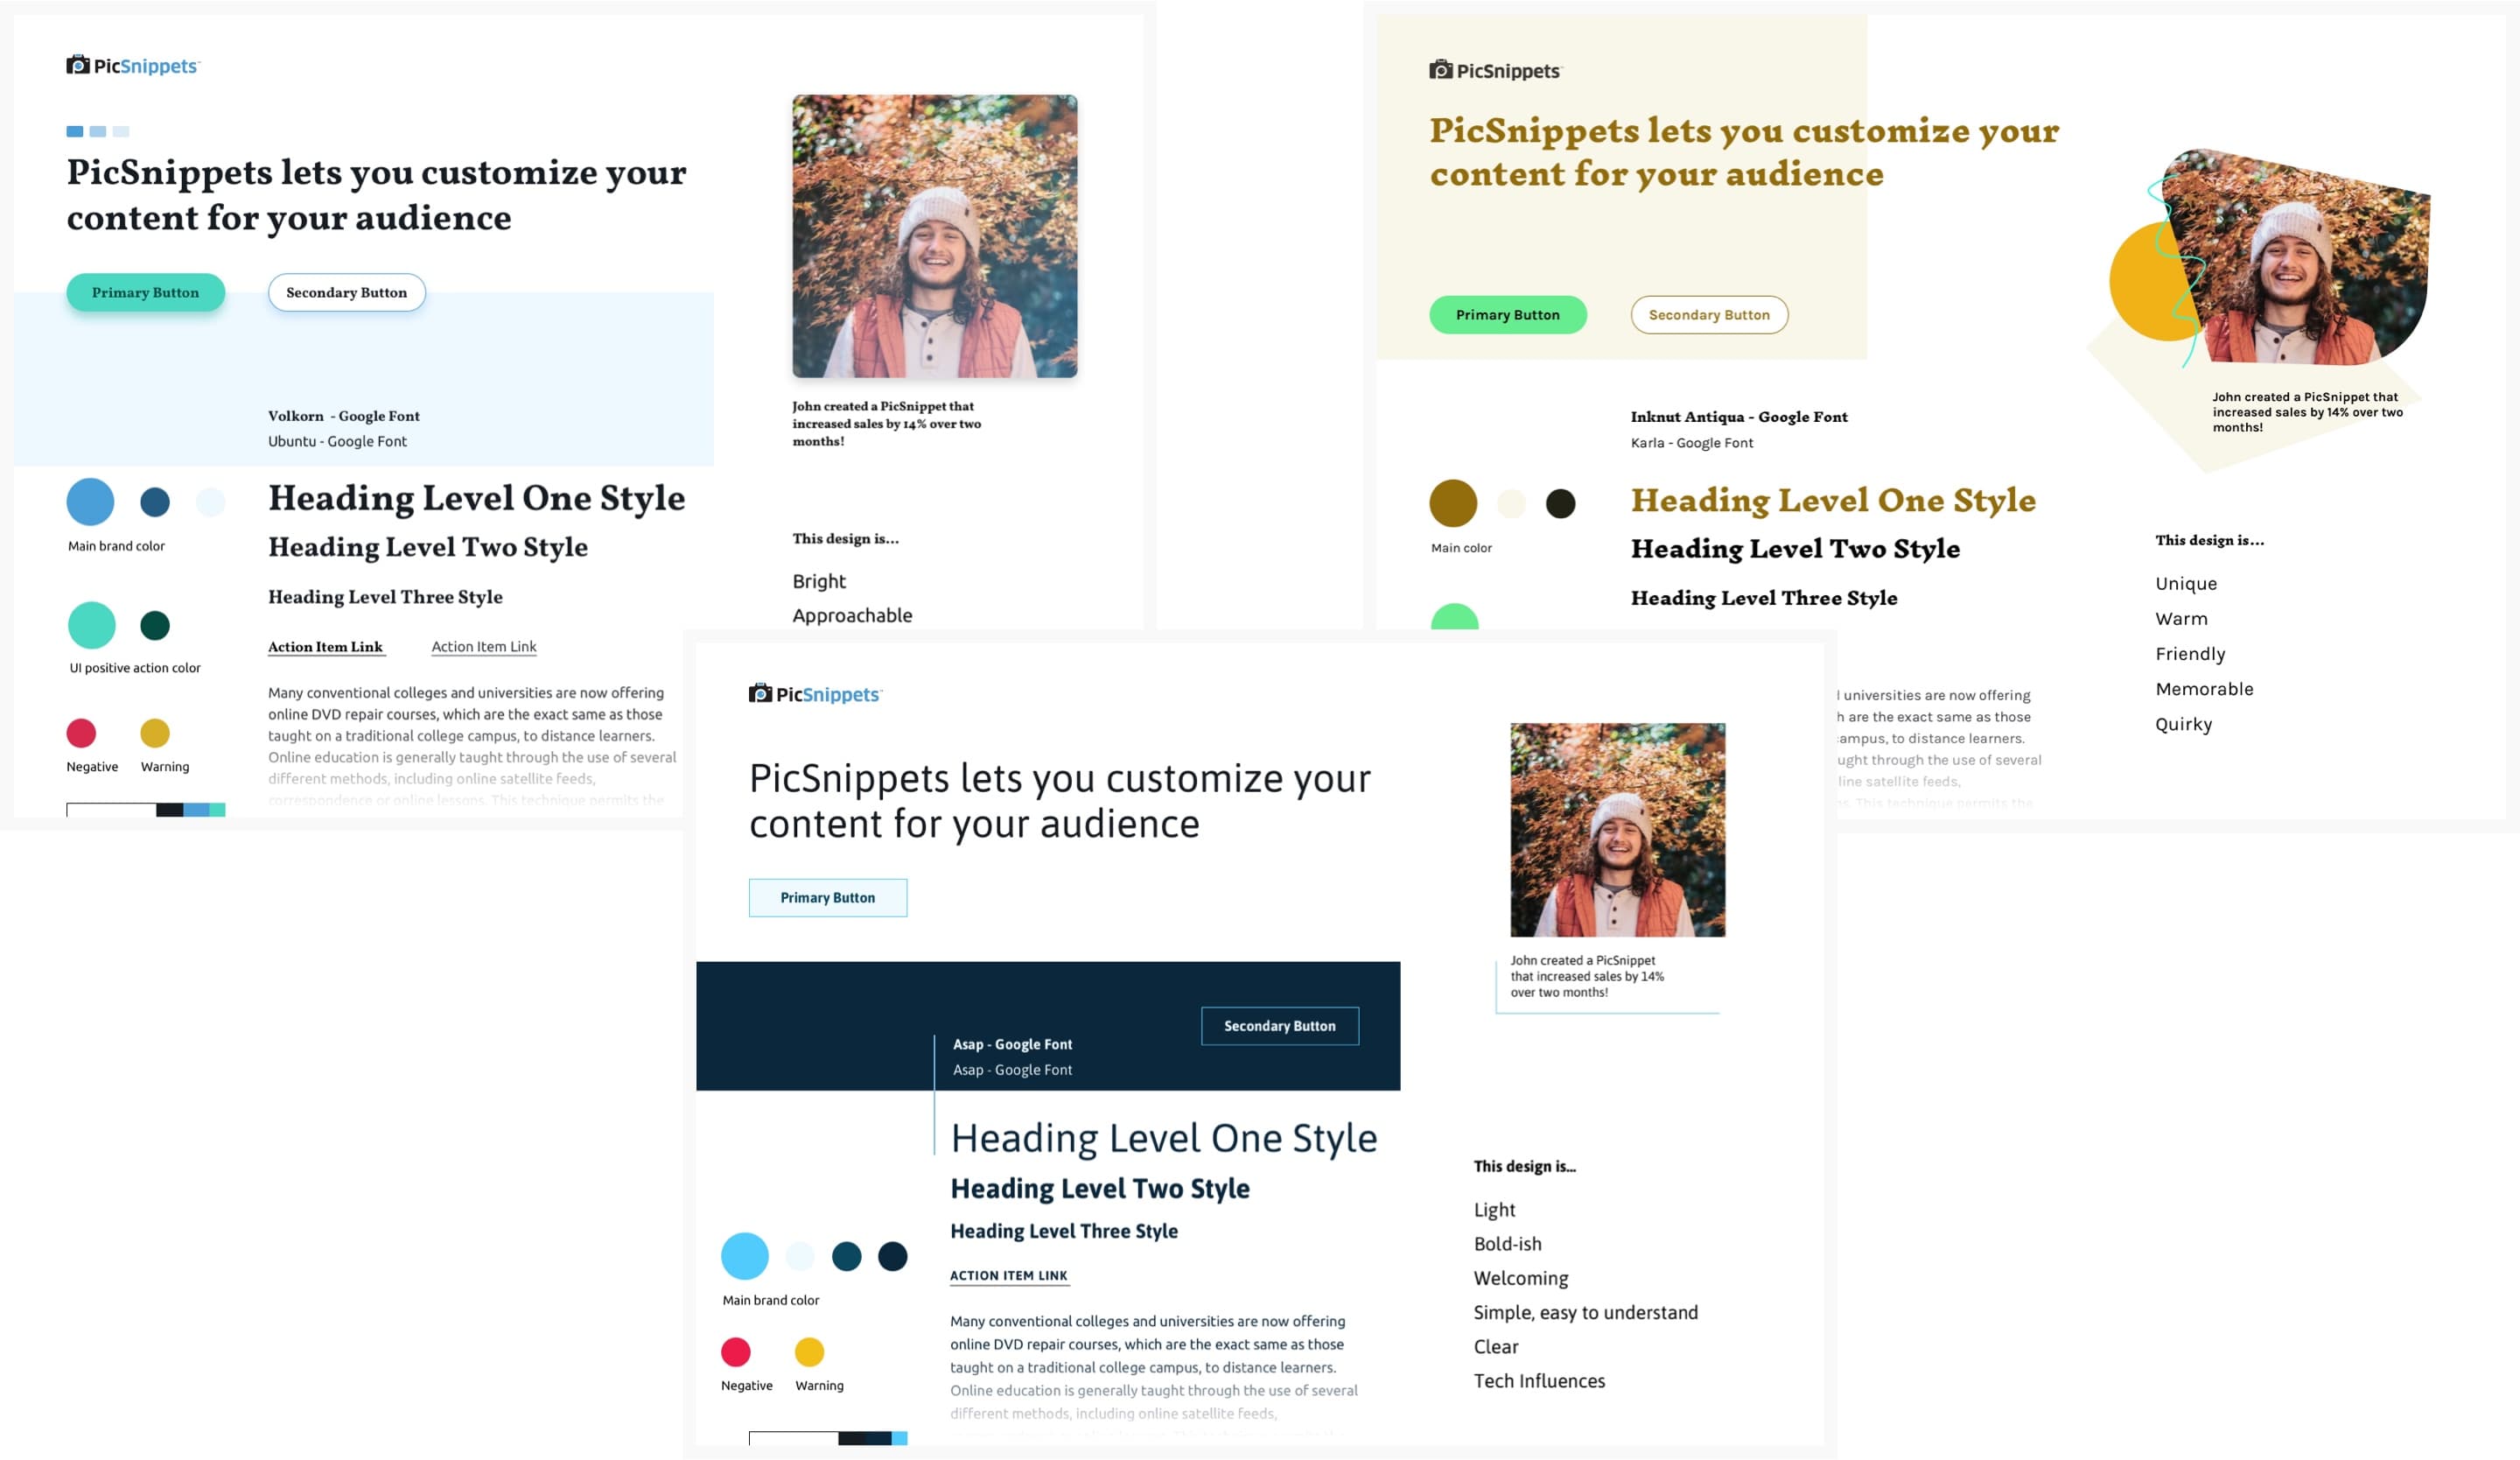 PicSnippets
PicSnippets lets you customize your
content for your audience
Primary Button
Secondary Button
Volkorn - Google Font
Ubuntu - Google Font
Main brand color
UI positive action color
Negative
Warning
Heading Level One Style
Heading Level Two Style
Heading Level Three Style
Action Item Link
Action Item Link
Many conventional colleges and universities are now offering
online DVD repair courses, which are the exact same as those
taught on a traditional college campus, to distance learners.
Online education is generally taught through the use of several
different methods, including online satellite feeds,
correspondence or online lessons. This technique permits the
John created a PicSnippet that
increased sales by 14% over two
months!
This design is...
Bright
Approachable
PicSnippets
PicSnippets lets you customize your
content for your audience
Primary Button
Secondary Button
Inknut Antiqua - Google Font
Karla - Google Font
Main color
Heading Level One Style
Heading Level Two Style
Heading Level Three Style
universities are now offering
h are the exact same as those
campus, to distance learners.
ught through the use of several
line satellite feeds,
s. This technique permits the
John created a PicSnippet that
increased sales by 14% over two
months!
This design is...
Unique
Warm
Friendly
Memorable
Quirky
PicSnippets
PicSnippets lets you customize your
content for your audience
Primary Button
Secondary Button
Asap - Google Font
Asap - Google Font
Heading Level One Style
Heading Level Two Style
Heading Level Three Style
ACTION ITEM LINK
Main brand color
Negative
Warning
Many conventional colleges and universities are now offering
online DVD repair courses, which are the exact same as those
taught on a traditional college campus, to distance learners.
Online education is generally taught through the use of several
different methods, including online satellite feeds,
John created a PicSnippet
that increased sales by 14%
over two months!
This design is...
Light
Bold-ish
Welcoming
Simple, easy to understand
Clear
Tech Influences